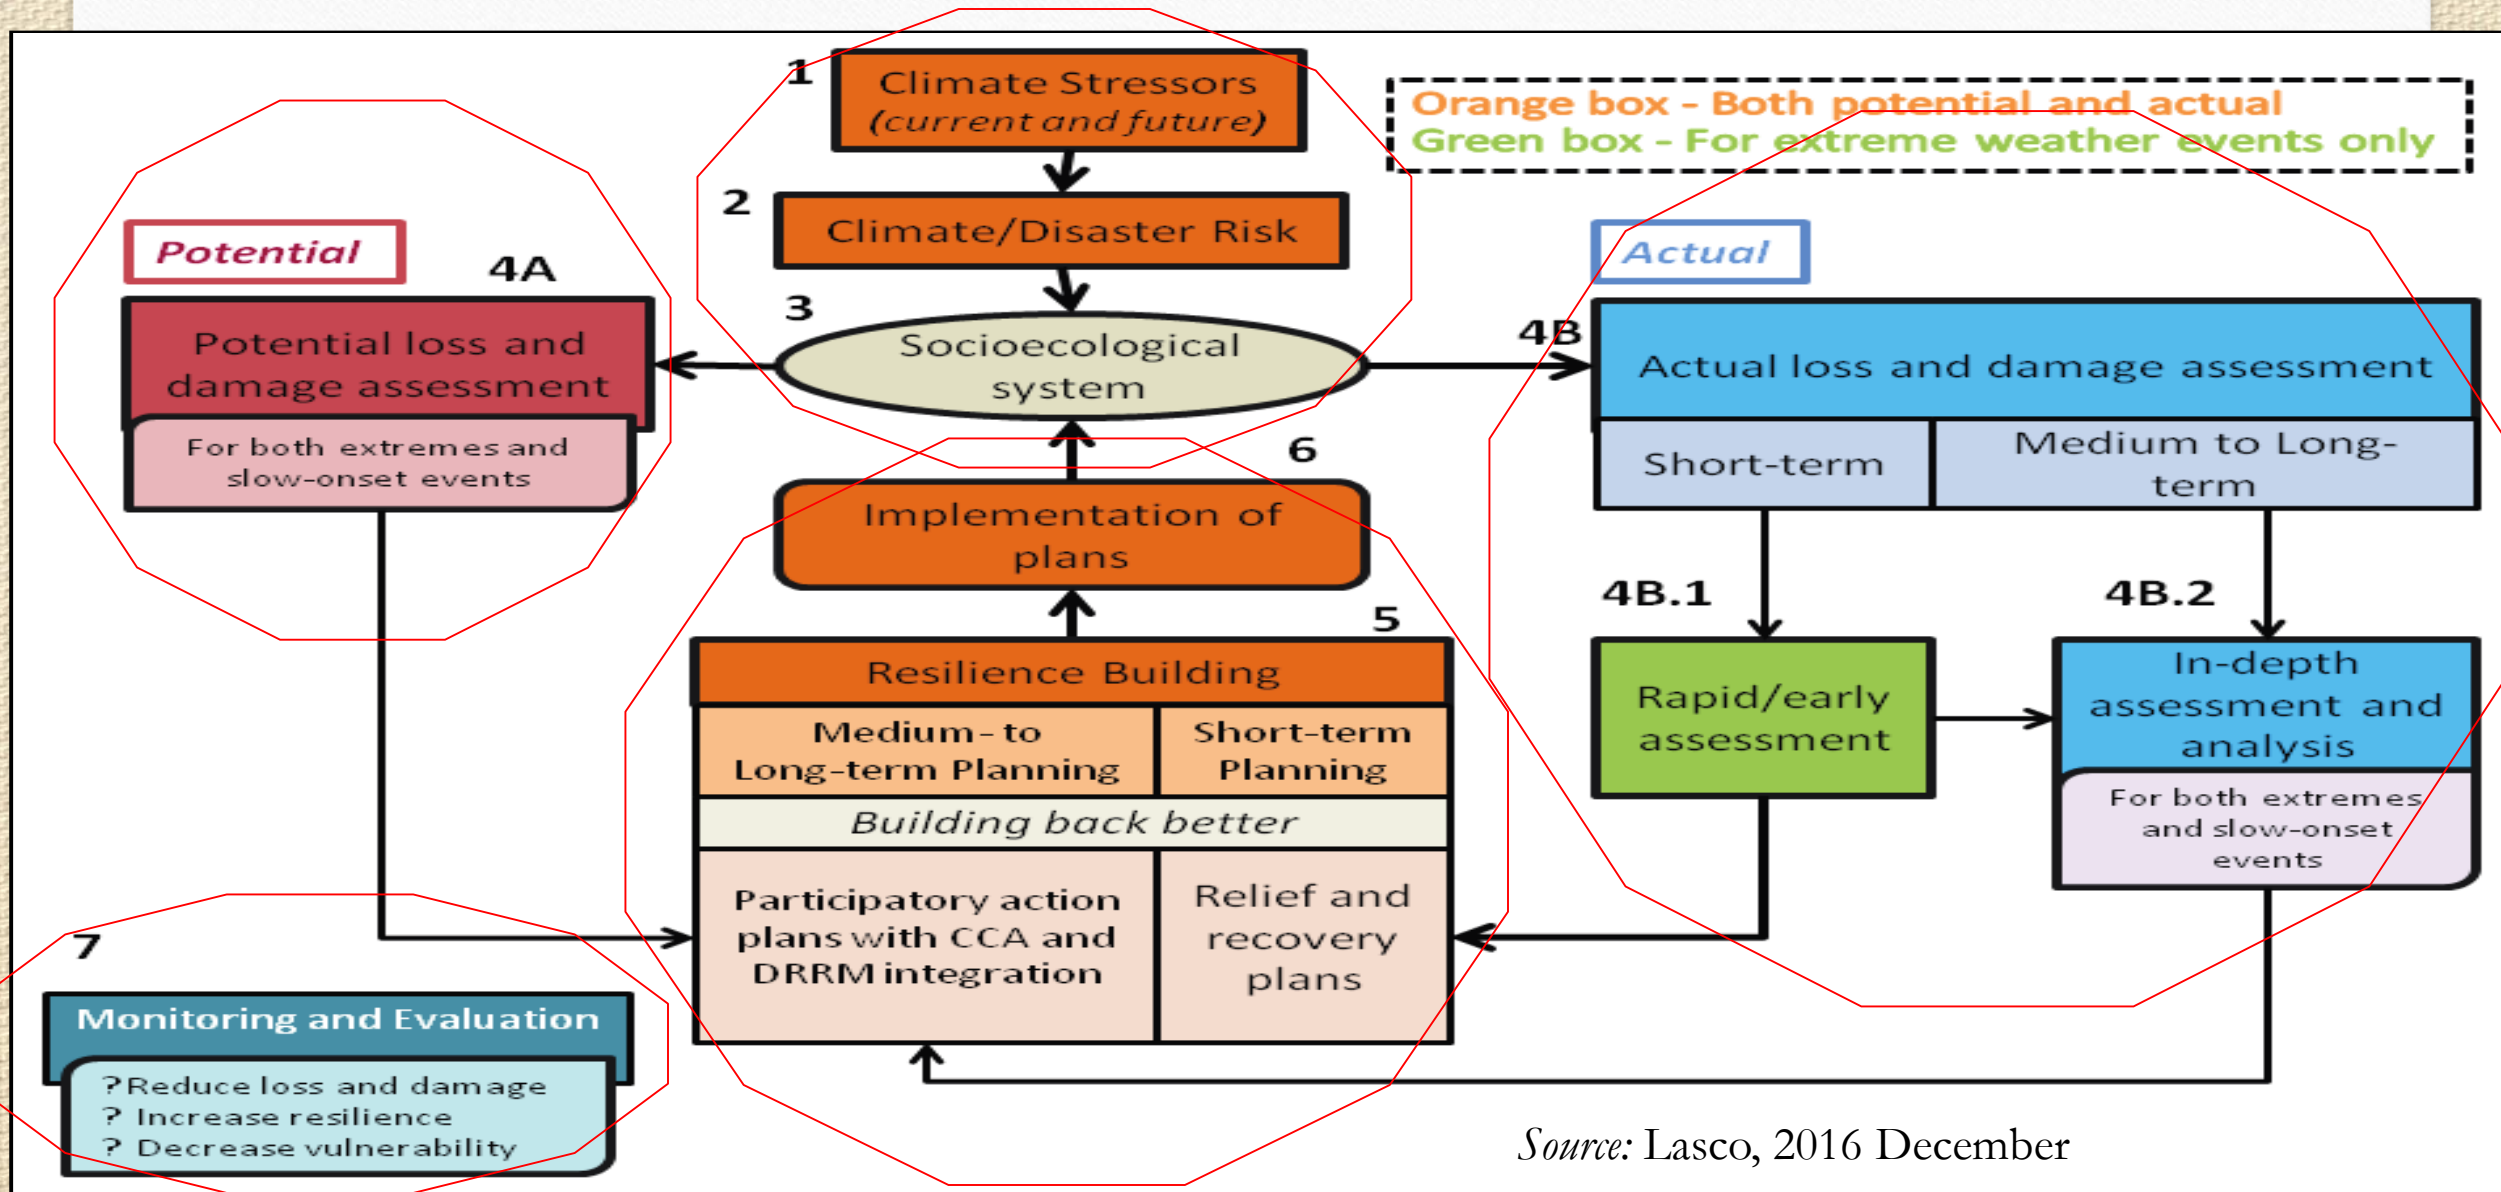 1
Climate Stressors
(current and future)
Orange box - Both potential and actual
Green box - For extreme weather events only
2
Climate/Disaster Risk
Potential
4A
Potential loss and
damage assessment
For both extremes and
slow-onset events
3
Socioecological
system
Actual
4B
Actual loss and damage assessment
Short-term
Medium to Long-
term
6
Implementation of
plans
4B.1
Rapid/early
assessment
4B.2
In-depth
assessment and
analysis
For both extremes
and slow-onset
events
5
Resilience Building
Medium- to
Long-term Planning
Short-term
Planning
Building back better
Participatory action
plans with CCA and
DRRM integration
Relief and
recovery
plans
7
Monitoring and Evaluation
?Reduce loss and damage
? Increase resilience
? Decrease vulnerability
Source: Lasco, 2016 December